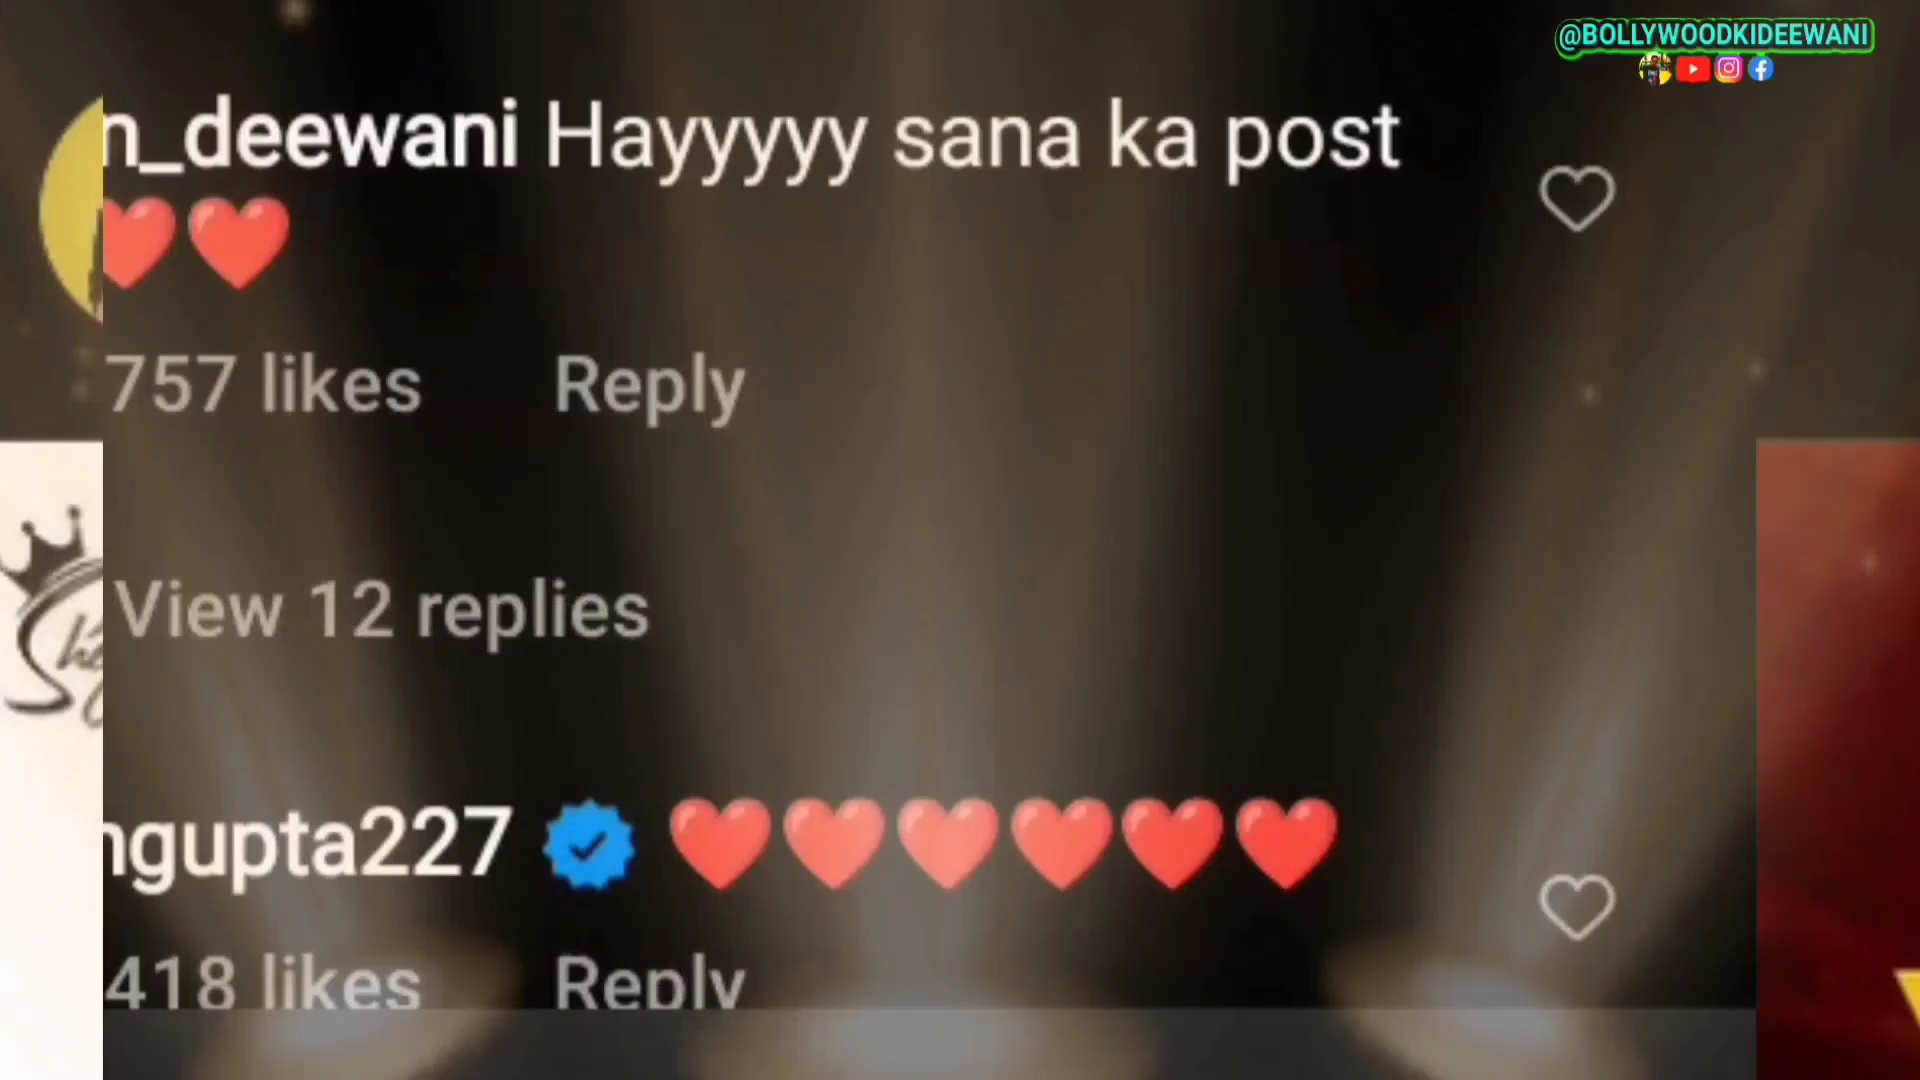 @BOLLYWOODKIDEEWANI
n_deewani Hayyyyy sana ka post
❤️❤️
757 likes Reply
View 12 replies
ngupta227 ❤️❤️❤️❤️❤️❤️
418 likes Reply